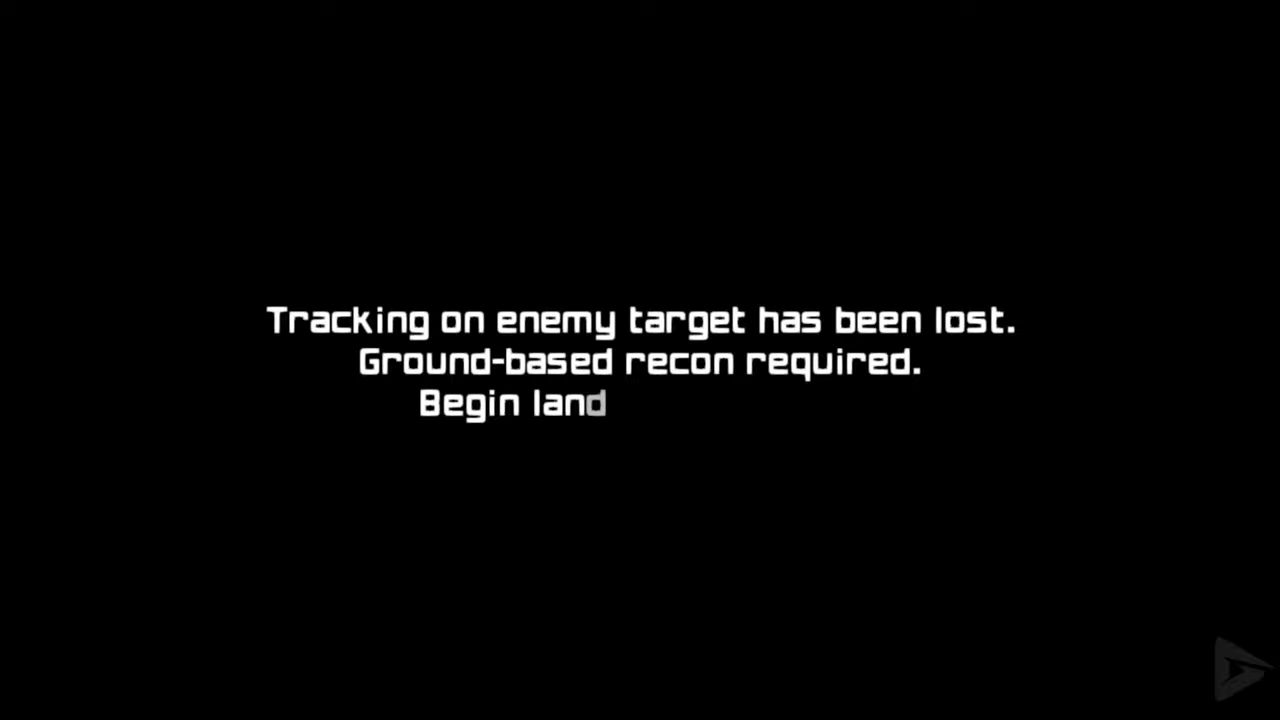 Tracking on enemy target has been lost.
Ground-based recon required.
Begin land